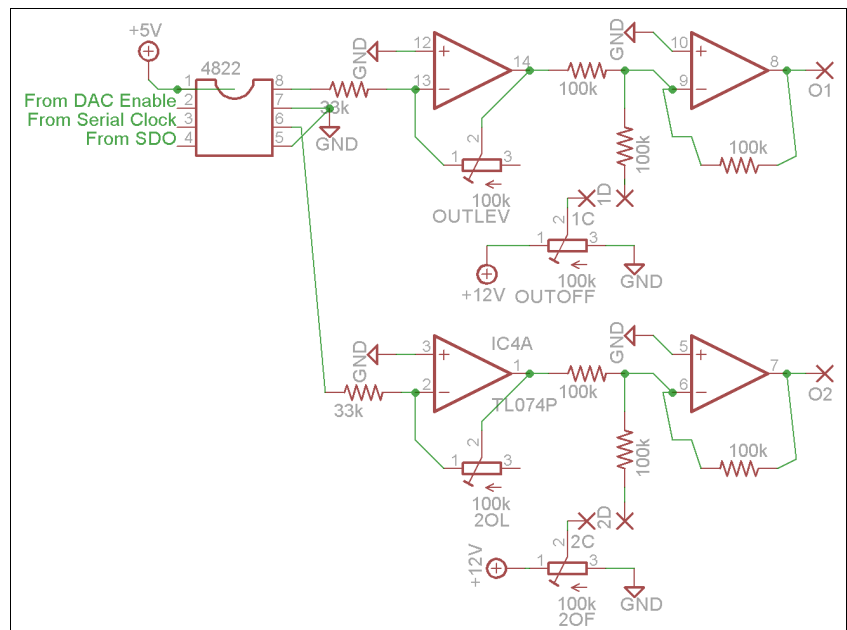 +5V
4822
1
8
From DAC Enable
2
7
From Serial Clock
3
6
From SDO
4
5
33k
GND
GND
12
13
14
1
2
3
100k
OUTLEV
100k
100k
GND
10
9
8
O1
100k
1D
1C
2
1
3
100k
OUTOFF
+12V
GND
GND
33k
3
2
1
IC4A
TL074P
1
2
3
100k
2OL
100k
100k
GND
5
6
7
O2
100k
2D
2C
2
1
3
100k
2OF
+12V
GND